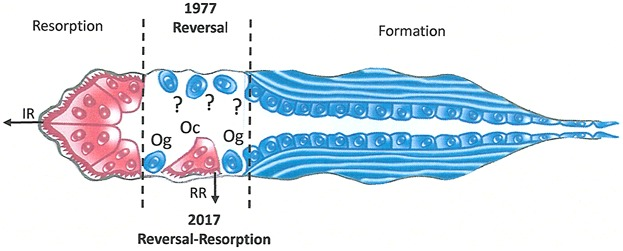 1977
Resorption Reversal Formation
? ? ?
IR
Og Oc Og
RR
2017
Reversal-Resorption